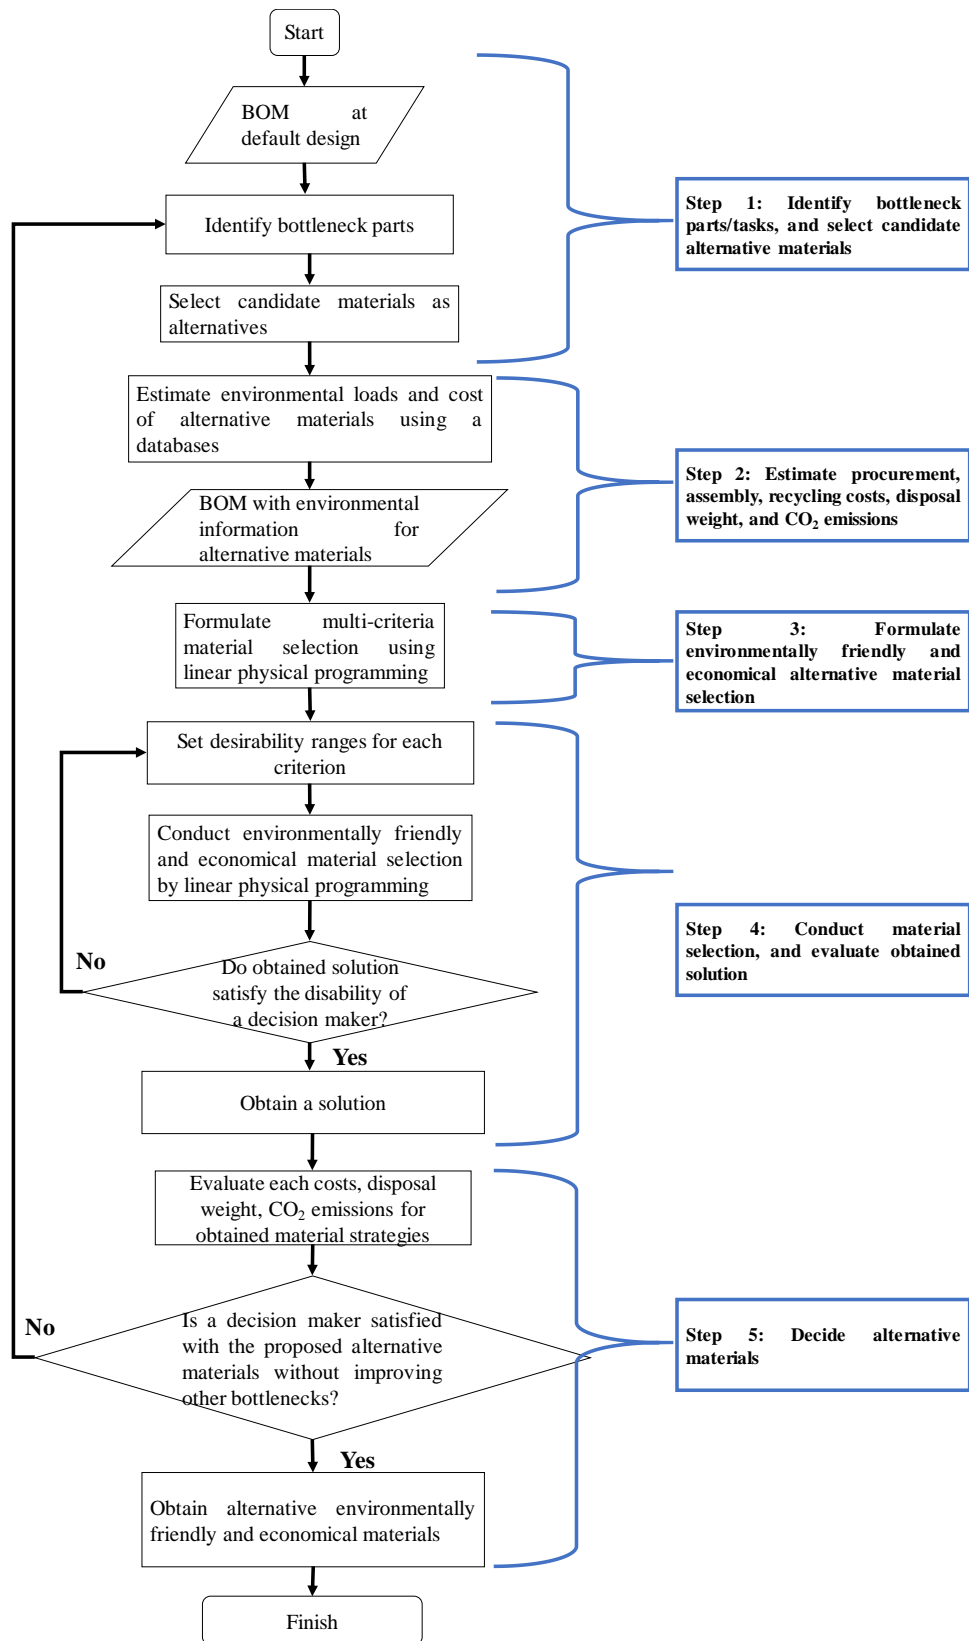 Start
BOM at
default design
Identify bottleneck parts
Select candidate materials as
alternatives
Estimate environmental loads and cost
of alternative materials using a
databases
BOM with environmental
information for
alternative materials
Formulate multi-criteria
material selection using
linear physical programming
Set desirability ranges for each
criterion
Conduct environmentally friendly
and economical material selection
by linear physical programming
No
Do obtained solution
satisfy the disability of
a decision maker?
Yes
Obtain a solution
Evaluate each costs, disposal
weight, CO₂ emissions for
obtained material strategies
No
Is a decision maker satisfied
with the proposed alternative
materials without improving
other bottlenecks?
Yes
Obtain alternative environmentally
friendly and economical materials
Finish
Step 1: Identify bottleneck
parts/tasks, and select candidate
alternative materials
Step 2: Estimate procurement,
assembly, recycling costs, disposal
weight, and CO₂ emissions
Step 3: Formulate
environmentally friendly and
economical alternative material
selection
Step 4: Conduct material
selection, and evaluate obtained
solution
Step 5: Decide alternative
materials